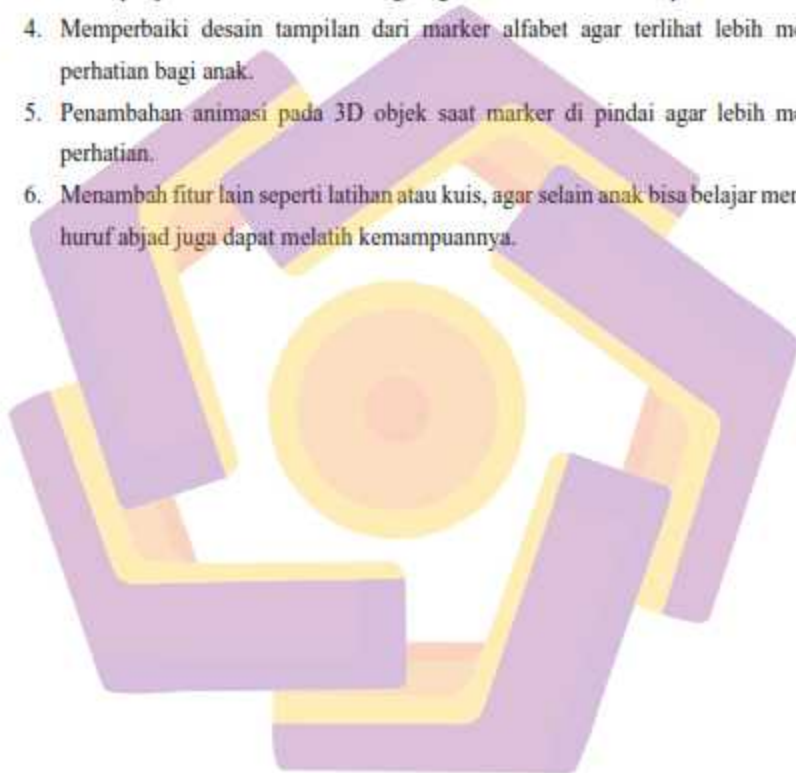 4. Memperbaiki desain tampilan dari marker alfabet agar terlihat lebih
perhatian bagi anak.
5. Penambahan animasi pada 3D objek saat marker di pindai agar lebih
perhatian.
6. Menambah fitur lain seperti latihan atau kuis, agar selain anak bisa belajar
huruf abjad juga dapat melatih kemampuannya.